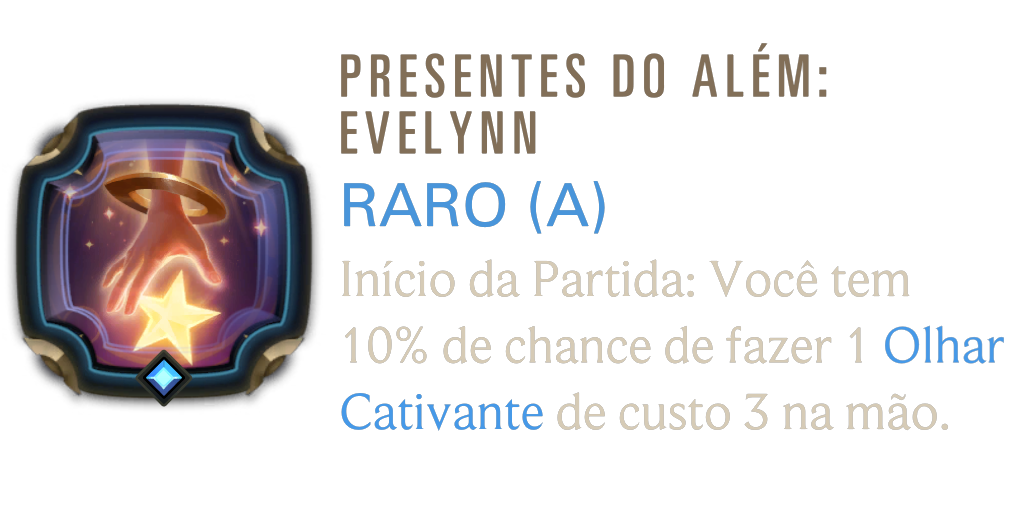 PRESENTES DO ALÉM:
EVELYNN
RARO (A)
Início da Partida: Você tem
10% de chance de fazer 1 Olhar
Cativante de custo 3 na mão.